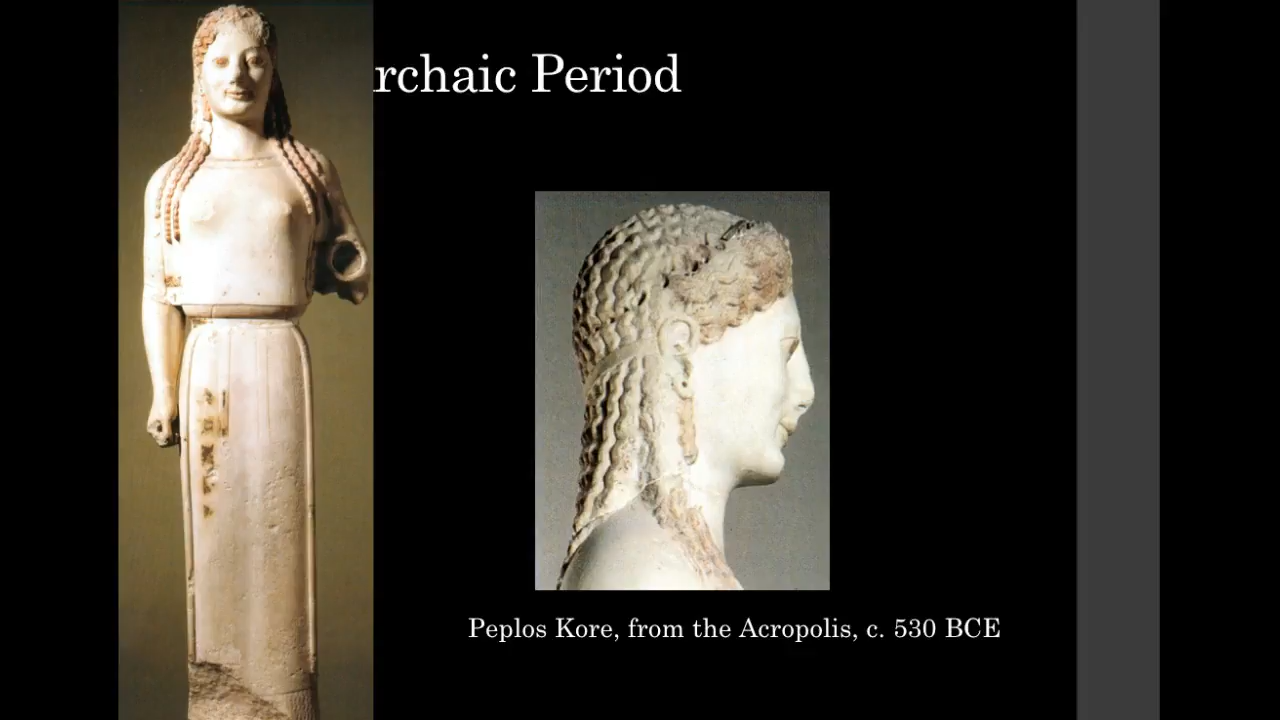 rchaic Period
Peplos Kore, from the Acropolis, c. 530 BCE